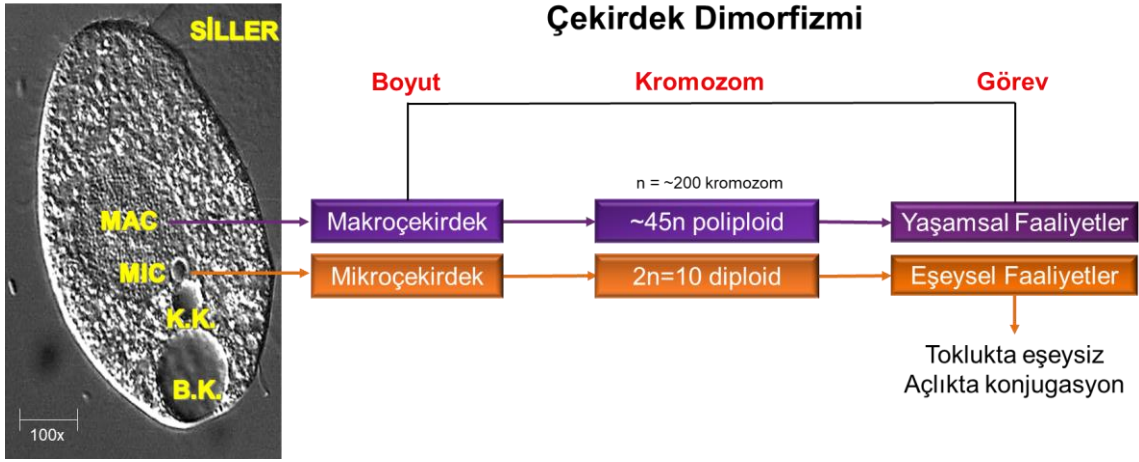 Çekirdek Dimorfizmi
SİLLER
Boyut
Kromozom
Görev
n = ~200 kromozom
MAC
Makroçekirdek
~45n poliploid
Yaşamsal Faaliyetler
MIC
Mikroçekirdek
2n=10 diploid
Eşeysel Faaliyetler
K.K.
Toklukta eşeysiz
Açlıkta konjugasyon
B.K.
100x